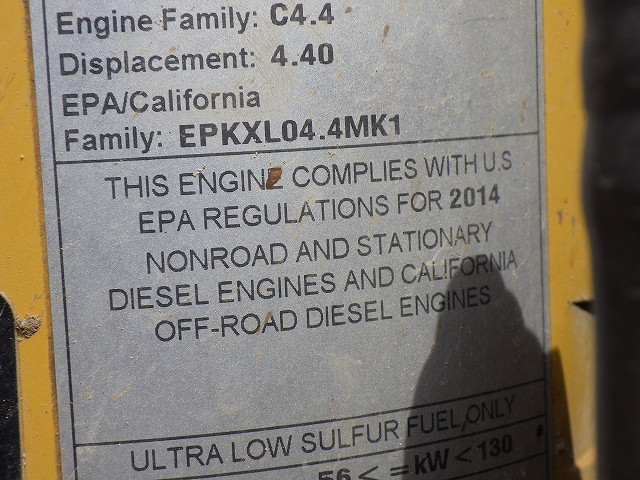 Engine Family: C4.4
Displacement: 4.40
EPA/California
Family: EPKXL04.4MK1
THIS ENGINE COMPLIES WITH U.S
EPA REGULATIONS FOR 2014
NONROAD AND STATIONARY
DIESEL ENGINES AND CALIFORNIA
OFF-ROAD DIESEL ENGINES
ULTRA LOW SULFUR FUEL ONLY
56 < = kW < 130